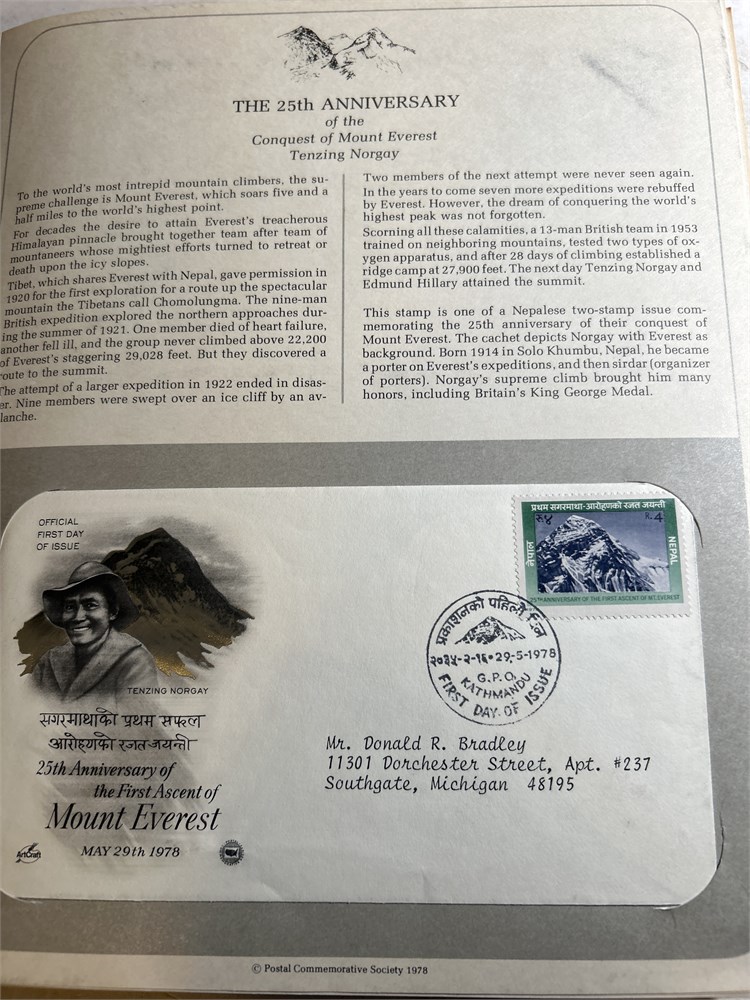 THE 25th ANNIVERSARY
of the
Conquest of Mount Everest
Tenzing Norgay
To the world's most intrepid mountain climbers, the su-
preme challenge is Mount Everest, which soars five and a
half miles to the world's highest point.
For decades the desire to attain Everest's treacherous
Himalayan pinnacle brought together team after team of
mountaineers whose mightiest efforts turned to retreat or
death upon the icy slopes.
Tibet, which shares Everest with Nepal, gave permission in
1920 for the first exploration for a route up the spectacular
mountain the Tibetans call Chomolungma. The nine-man
British expedition explored the northern approaches dur-
ing the summer of 1921. One member died of heart failure,
another fell ill, and the group never climbed above 22,200
of Everest's staggering 29,028 feet. But they discovered a
route to the summit.
The attempt of a larger expedition in 1922 ended in disas-
er. Nine members were swept over an ice cliff by an av-
lanche.
Two members of the next attempt were never seen again.
In the years to come seven more expeditions were rebuffed
by Everest. However, the dream of conquering the world's
highest peak was not forgotten.
Scorning all these calamities, a 13-man British team in 1953
trained on neighboring mountains, tested two types of ox-
ygen apparatus, and after 28 days of climbing established a
ridge camp at 27,900 feet. The next day Tenzing Norgay and
Edmund Hillary attained the summit.
This stamp is one of a Nepalese two-stamp issue com-
memorating the 25th anniversary of their conquest of
Mount Everest. The cachet depicts Norgay with Everest as
background. Born 1914 in Solo Khumbu, Nepal, he became
a porter on Everest's expeditions, and then sirdar (organizer
of porters). Norgay's supreme climb brought him many
honors, including Britain's King George Medal.
OFFICIAL
FIRST DAY
OF ISSUE
TENZING NORGAY
सगरमाथाको प्रथम सफल
आरोहणको रजत जयन्ती
25th Anniversary of
the First Ascent of
Mount Everest
MAY 29th 1978
ArtCraft
प्रथम सगरमाथा-आरोहणको रजत जयन्ती
रु.४ R.4
नेपाल NEPAL
25TH ANNIVERSARY OF THE FIRST ASCENT OF MT. EVEREST
प्रकाशनको पहिलो दिन
२०३५-२-१६ • 29-5-1978
G.P.O.
KATHMANDU
FIRST DAY OF ISSUE
Mr. Donald R. Bradley
11301 Dorchester Street, Apt. #237
Southgate, Michigan 48195
© Postal Commemorative Society 1978